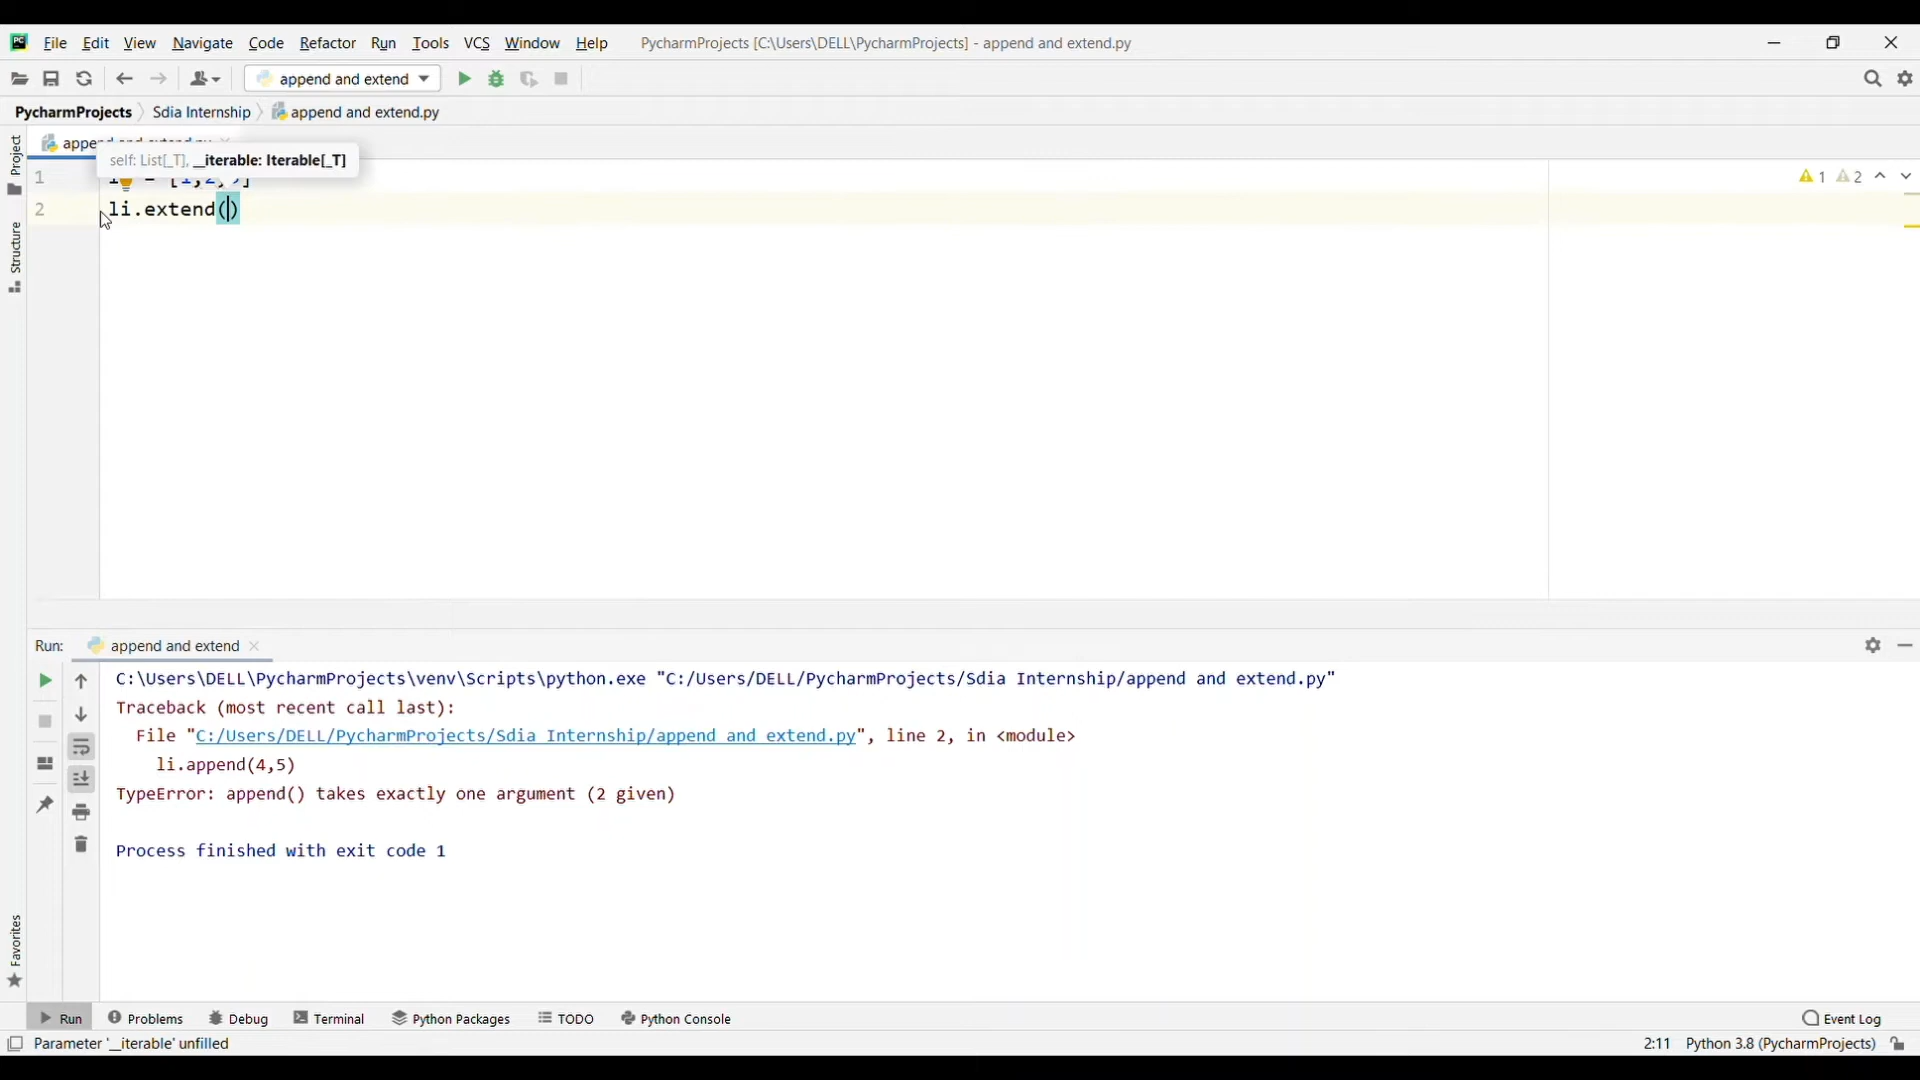 File Edit View Navigate Code Refactor Run Tools VCS Window Help PycharmProjects [C:\Users\DELL\PycharmProjects] - append and extend.py
append and extend
PycharmProjects Sdia Internship append and extend.py
self: List[_T], __iterable: Iterable[_T]
1
2 li.extend()
1 2
Project
Structure
Favorites
Run: append and extend
C:\Users\DELL\PycharmProjects\venv\Scripts\python.exe "C:/Users/DELL/PycharmProjects/Sdia Internship/append and extend.py"
Traceback (most recent call last):
File "C:/Users/DELL/PycharmProjects/Sdia Internship/append and extend.py", line 2, in <module>
li.append(4,5)
TypeError: append() takes exactly one argument (2 given)
Process finished with exit code 1
Run Problems Debug Terminal Python Packages TODO Python Console Event Log
Parameter '__iterable' unfilled 2:11 Python 3.8 (PycharmProjects)